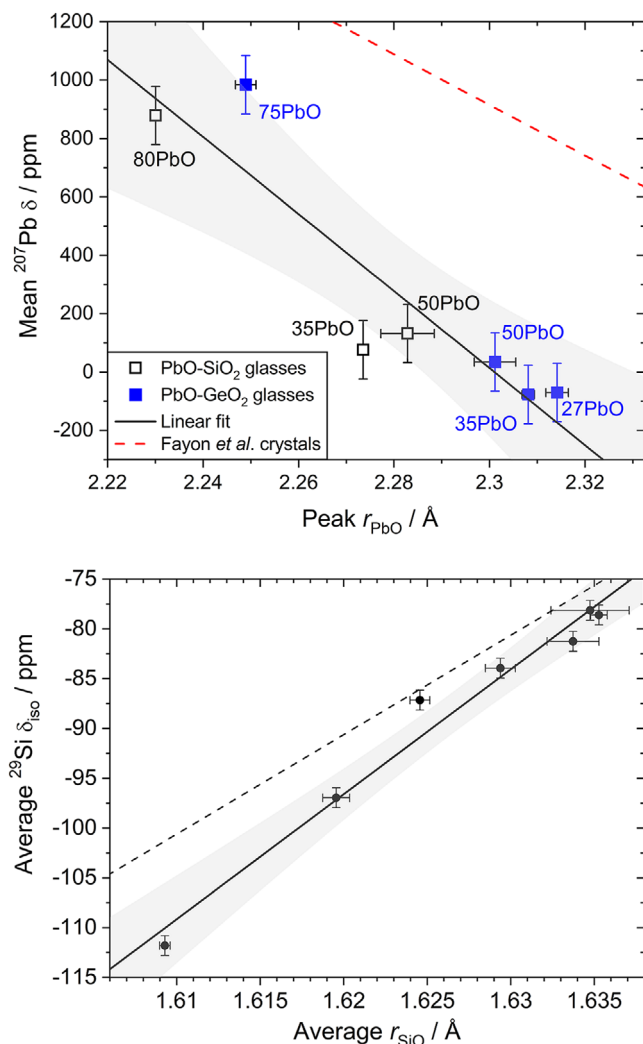 1200
1000
800
600
400
200
0
-200
Mean ²⁰⁷Pb δ / ppm
75PbO
80PbO
50PbO
35PbO
50PbO
35PbO
27PbO
PbO-SiO₂ glasses
PbO-GeO₂ glasses
Linear fit
Fayon et al. crystals
2.22 2.24 2.26 2.28 2.3 2.32
Peak r_PbO / Å
-75
-80
-85
-90
-95
-100
-105
-110
-115
Average ²⁹Si δ_iso / ppm
1.61 1.615 1.62 1.625 1.63 1.635
Average r_SiO / Å